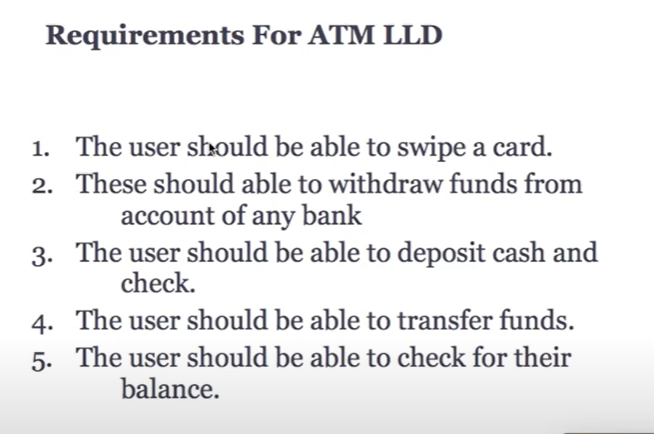 Requirements For ATM LLD
1. The user should be able to swipe a card.
2. These should able to withdraw funds from
account of any bank
3. The user should be able to deposit cash and
check.
4. The user should be able to transfer funds.
5. The user should be able to check for their
balance.